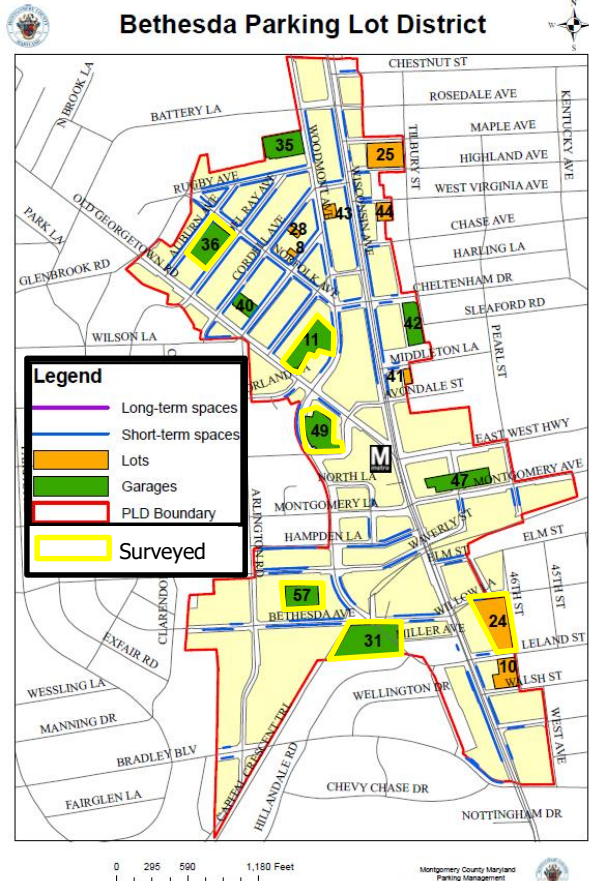 Bethesda Parking Lot District
N
W
E
S
CHESTNUT ST
N BROOK LA
BATTERY LA
ROSEDALE AVE
KENTUCKY AVE
MAPLE AVE
TILBURY ST
35
WOODMONT AVE
25
HIGHLAND AVE
RUGBY AVE
WISCONSIN AVE
WEST VIRGINIA AVE
PARK LN
OLD GEORGETOWN RD
AUBURN AVE
DEL RAY AVE
43
44
CHASE AVE
28
36
CORDELL AVE
8
NORFOLK AVE
HARLING LA
GLENBROOK RD
CHELTENHAM DR
SLEAFORD RD
40
42
WILSON LA
11
PEARL ST
MIDDLETON LA
41
AVONDALE ST
Legend
Long-term spaces
Short-term spaces
Lots
Garages
PLD Boundary
Surveyed
49
EAST WEST HWY
M
metro
NORTH LA
47
MONTGOMERY AVE
ARLINGTON RD
MONTGOMERY LA
HAMPDEN LA
WAVERLY ST
ELM ST
ELM ST
46TH ST
45TH ST
WILLOW LA
57
24
BETHESDA AVE
31
MILLER AVE
LELAND ST
EXFAIR RD
10
WALSH ST
WESSLING LA
WELLINGTON DR
MANNING DR
WEST AVE
CAPITAL CRESCENT TRL
HILLANDALE RD
BRADLEY BLV
CHEVY CHASE DR
FAIRGLEN LA
NOTTINGHAM DR
0 295 590 1,180 Feet
Montgomery County Maryland
Parking Management